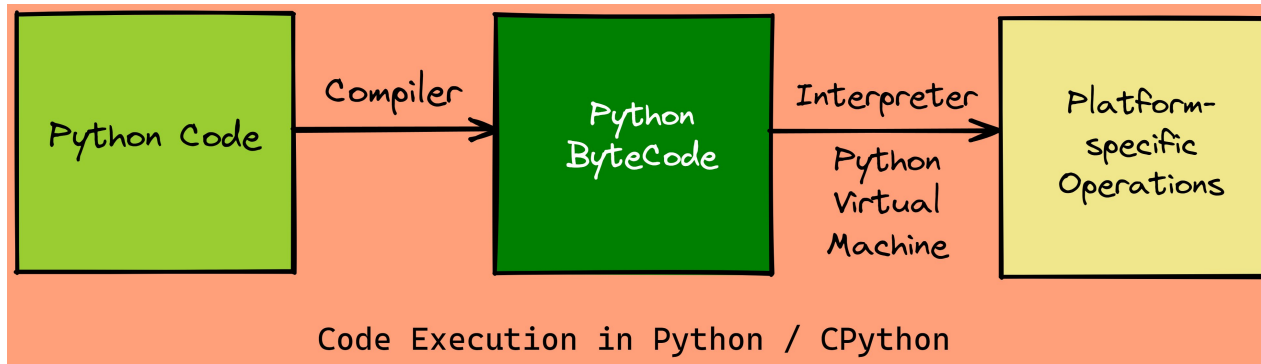 Python Code
Compiler
Python
ByteCode
Interpreter
Python
Virtual
Machine
Platform-
specific
Operations
Code Execution in Python / CPython